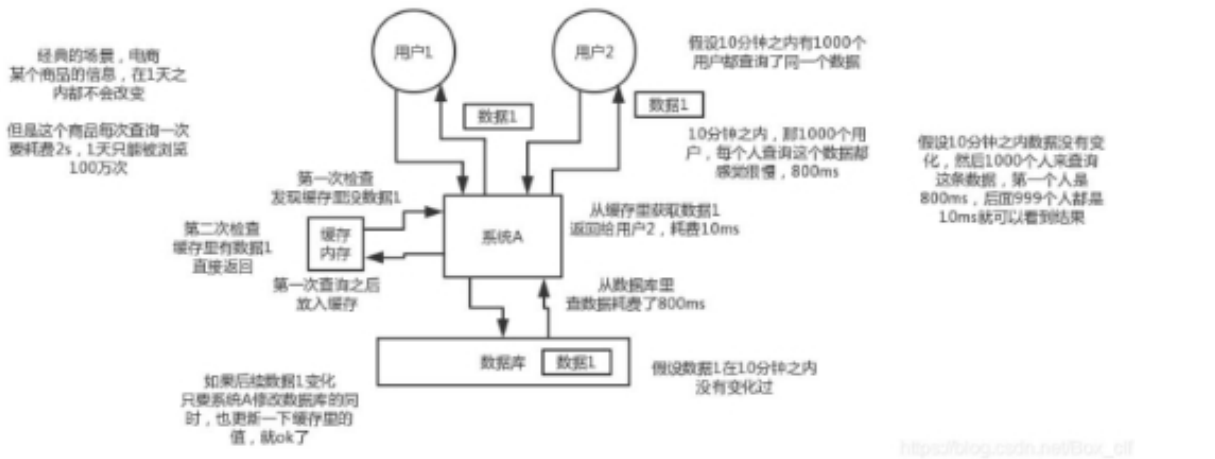 用户1
用户2
经典的场景，电商
某个商品的信息，在1天之
内都不会改变
但是这个商品每次查询一次
要耗费2s，1天只能被浏览
100万次
假设10分钟之内有1000个
用户都查询了同一个数据
数据1
数据1
10分钟之内，那1000个用
户，每个人查询这个数据都
感觉很慢，800ms
假设10分钟之内数据没有变
化，然后1000个人来查询
这条数据，第一个人是
800ms，后面999个人都是
10ms就可以看到结果
第一次检查
发现缓存里没数据1
第二次检查
缓存里有数据1
直接返回
缓存
内存
系统A
从缓存里获取数据1
返回给用户2，耗费10ms
第一次查询之后
放入缓存
从数据库里
查数据耗费了800ms
数据库
数据1
假设数据1在10分钟之内
没有变化过
如果后续数据1变化
只要系统A修改数据库的同
时，也更新一下缓存里的
值，就ok了
https://blog.csdn.net/Box_clf